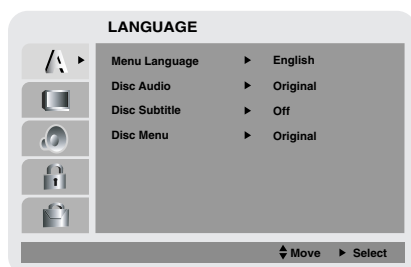 LANGUAGE
Menu Language ► English
Disc Audio ► Original
Disc Subtitle ► Off
Disc Menu ► Original
Move ► Select